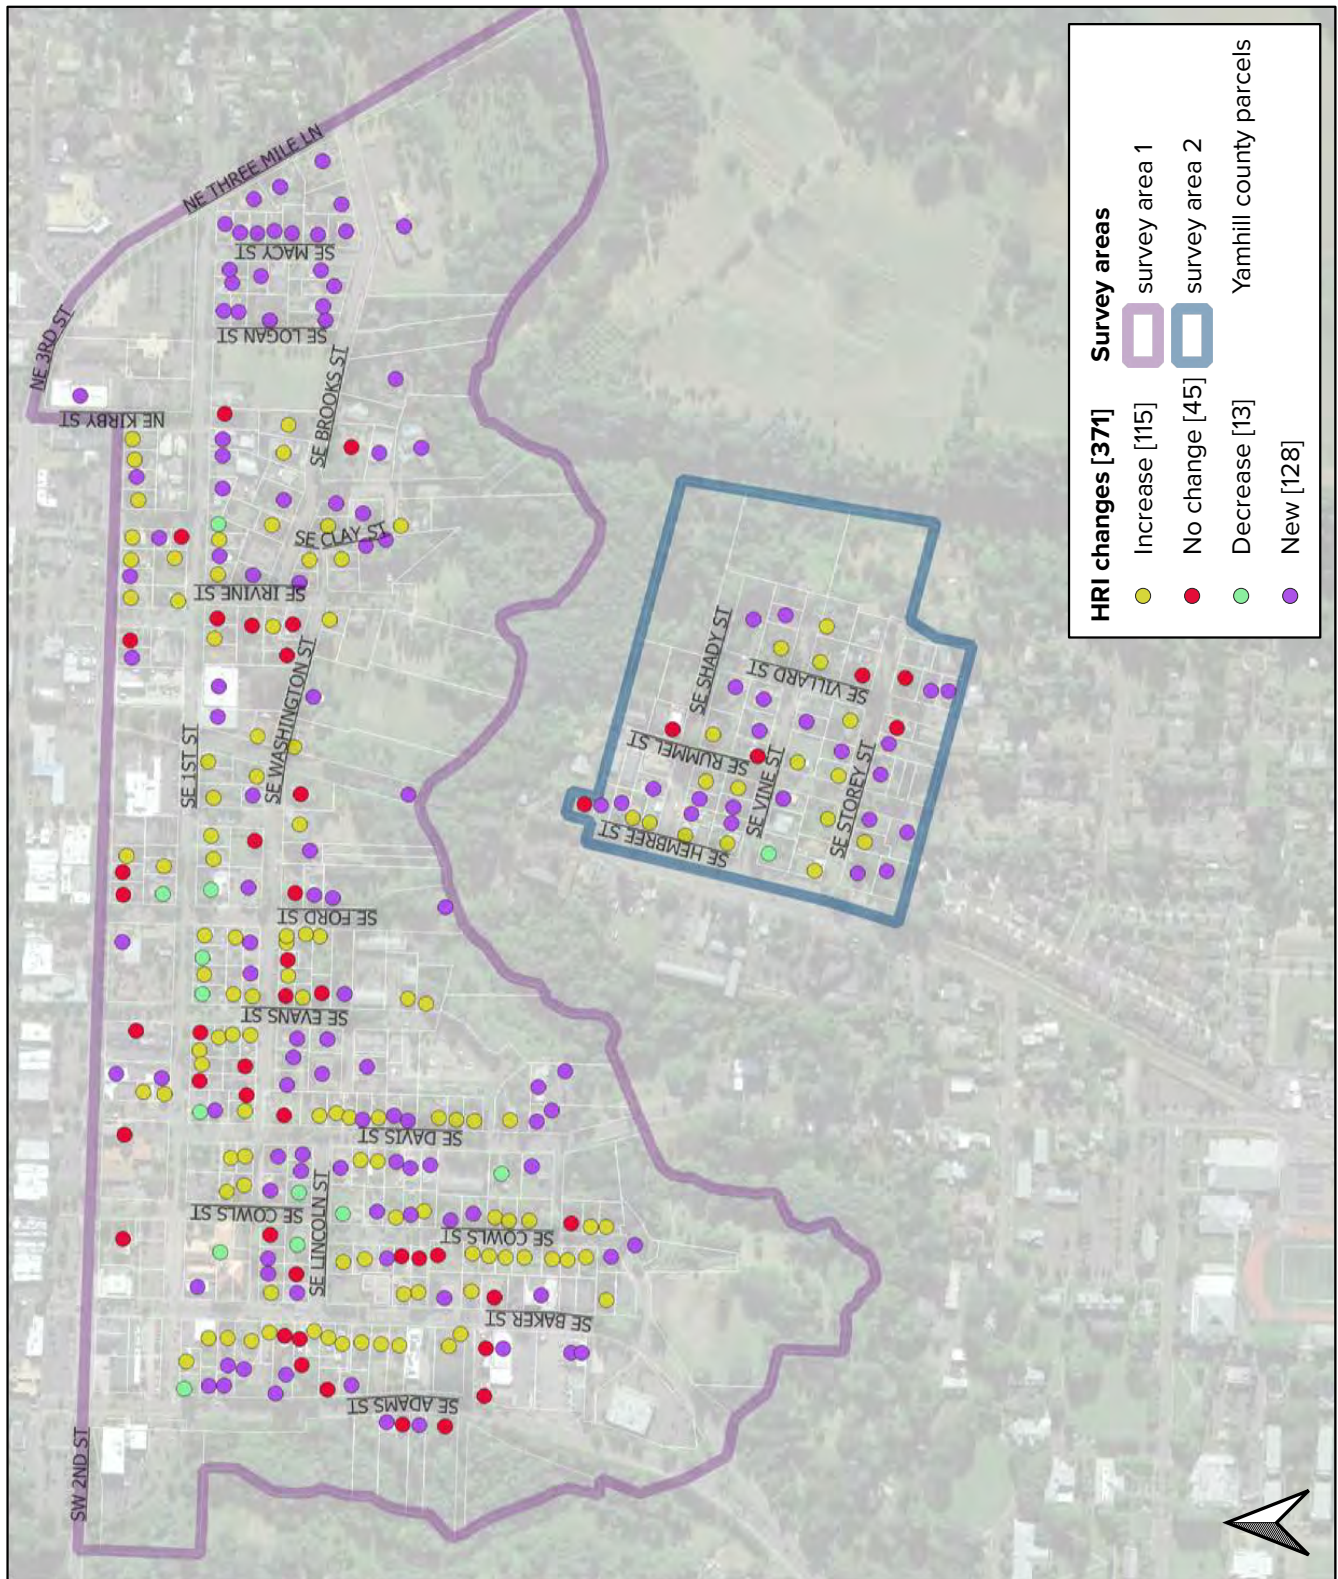 NE 3RD ST
NE THREE MILE LN
NE KIRBY ST
SE MACY ST
SE LOGAN ST
SE BROOKS ST
SE CLAY ST
SE IRVINE ST
SE WASHINGTON ST
SE 1ST ST
SE FORD ST
SE EVANS ST
SE DAVIS ST
SE COWLS ST
SE LINCOLN ST
SE COWLS ST
SE BAKER ST
SE ADAMS ST
SW 2ND ST
SE SHADY ST
SE VILLARD ST
SE RUMMEL ST
SE VINE ST
SE STOREY ST
SE HEMBREE ST
HRI changes [371]
Increase [115]
No change [45]
Decrease [13]
New [128]
Survey areas
survey area 1
survey area 2
Yamhill county parcels